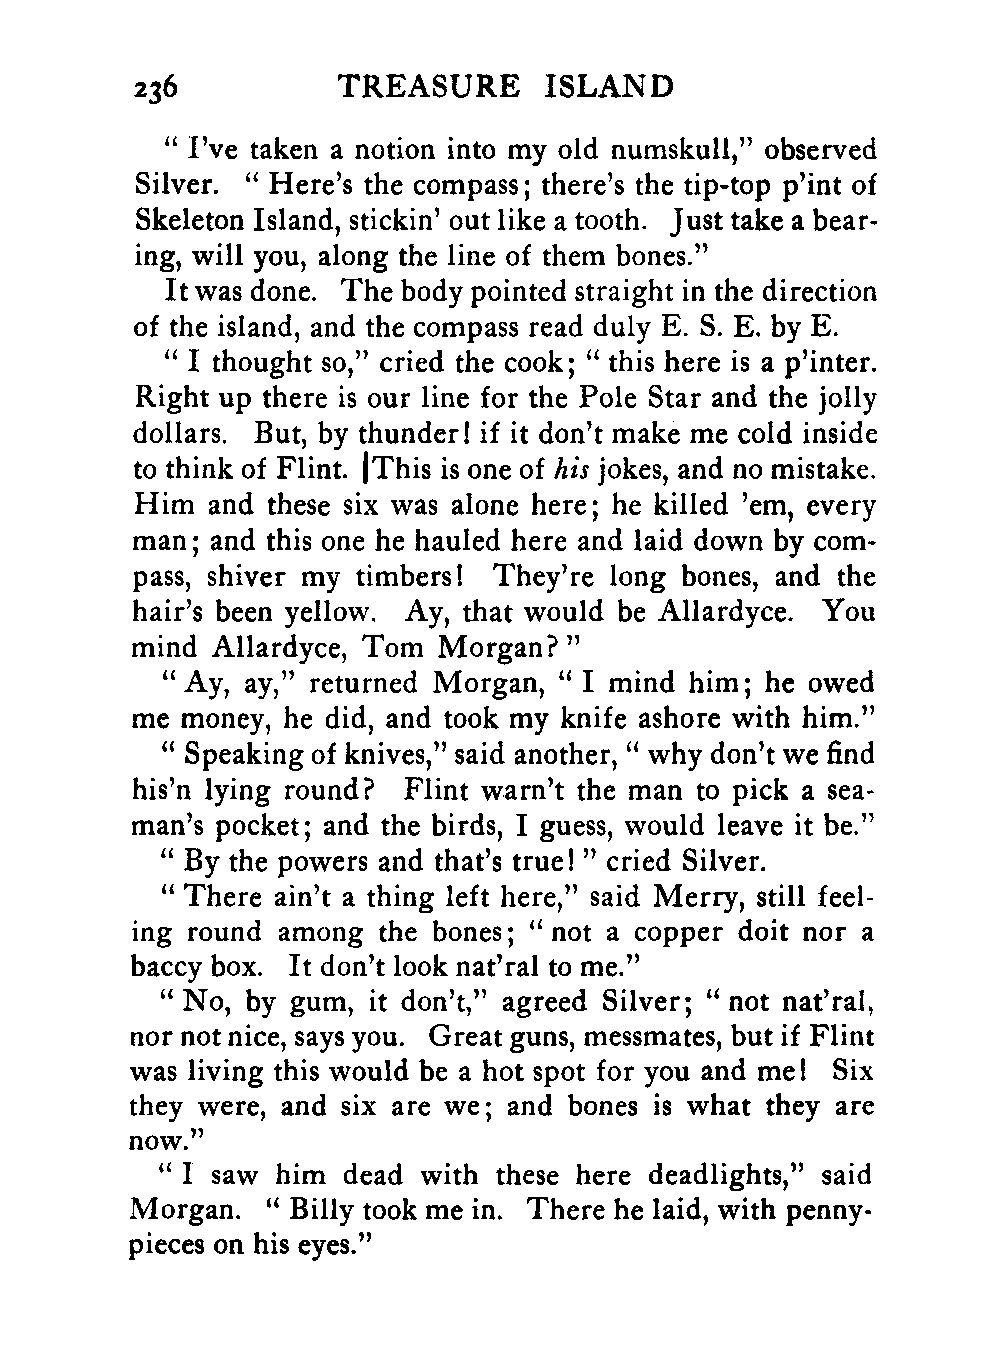 236 TREASURE ISLAND
“ I’ve taken a notion into my old numskull,” observed
Silver. “ Here’s the compass; there’s the tip-top p’int of
Skeleton Island, stickin’ out like a tooth. Just take a bear-
ing, will you, along the line of them bones.”
It was done. The body pointed straight in the direction
of the island, and the compass read duly E. S. E. by E.
“ I thought so,” cried the cook; “ this here is a p’inter.
Right up there is our line for the Pole Star and the jolly
dollars. But, by thunder! if it don’t make me cold inside
to think of Flint. This is one of his jokes, and no mistake.
Him and these six was alone here; he killed ’em, every
man; and this one he hauled here and laid down by com-
pass, shiver my timbers! They’re long bones, and the
hair’s been yellow. Ay, that would be Allardyce. You
mind Allardyce, Tom Morgan? ”
“ Ay, ay,” returned Morgan, “ I mind him; he owed
me money, he did, and took my knife ashore with him.”
“ Speaking of knives,” said another, “ why don’t we find
his’n lying round? Flint warn’t the man to pick a sea-
man’s pocket; and the birds, I guess, would leave it be.”
“ By the powers and that’s true! ” cried Silver.
“ There ain’t a thing left here,” said Merry, still feel-
ing round among the bones; “ not a copper doit nor a
baccy box. It don’t look nat’ral to me.”
“ No, by gum, it don’t,” agreed Silver; “ not nat’ral,
nor not nice, says you. Great guns, messmates, but if Flint
was living this would be a hot spot for you and me! Six
they were, and six are we; and bones is what they are
now.”
“ I saw him dead with these here deadlights,” said
Morgan. “ Billy took me in. There he laid, with penny-
pieces on his eyes.”